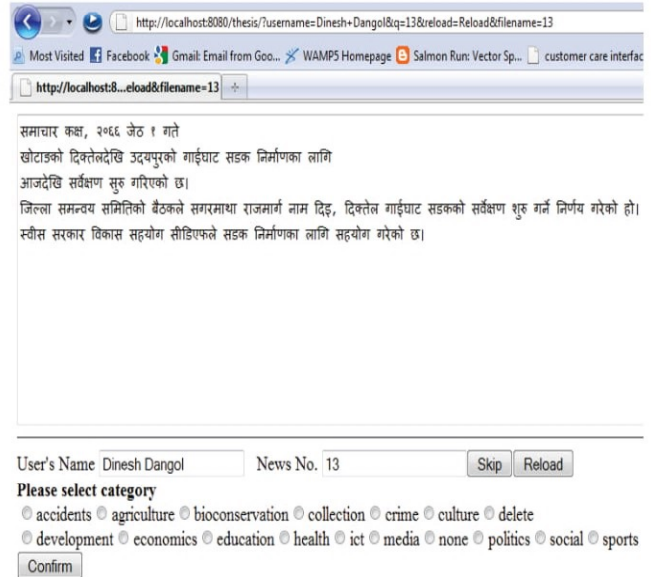 http://localhost:8080/thesis/?username=Dinesh+Dangol&q=13&reload=Reload&filename=13
Most Visited Facebook Gmail: Email from Goo... WAMP5 Homepage Salmon Run: Vector Sp... customer care interfac
http://localhost:8...eload&filename=13
समाचार कक्ष, २०६६ जेठ १ गते
खोटाङको दिक्तेलदेखि उदयपुरको गाईघाट सडक निर्माणका लागि
आजदेखि सर्वेक्षण सुरु गरिएको छ।
जिल्ला समन्वय समितिको बैठकले सगरमाथा राजमार्ग नाम दिइ, दिक्तेल गाईघाट सडकको सर्वेक्षण शुरु गर्ने निर्णय गरेको हो।
स्वीस सरकार विकास सहयोग सीडिएफले सडक निर्माणका लागि सहयोग गरेको छ।
User's Name Dinesh Dangol News No. 13 Skip Reload
Please select category
accidents agriculture bioconservation collection crime culture delete
development economics education health ict media none politics social sports
Confirm